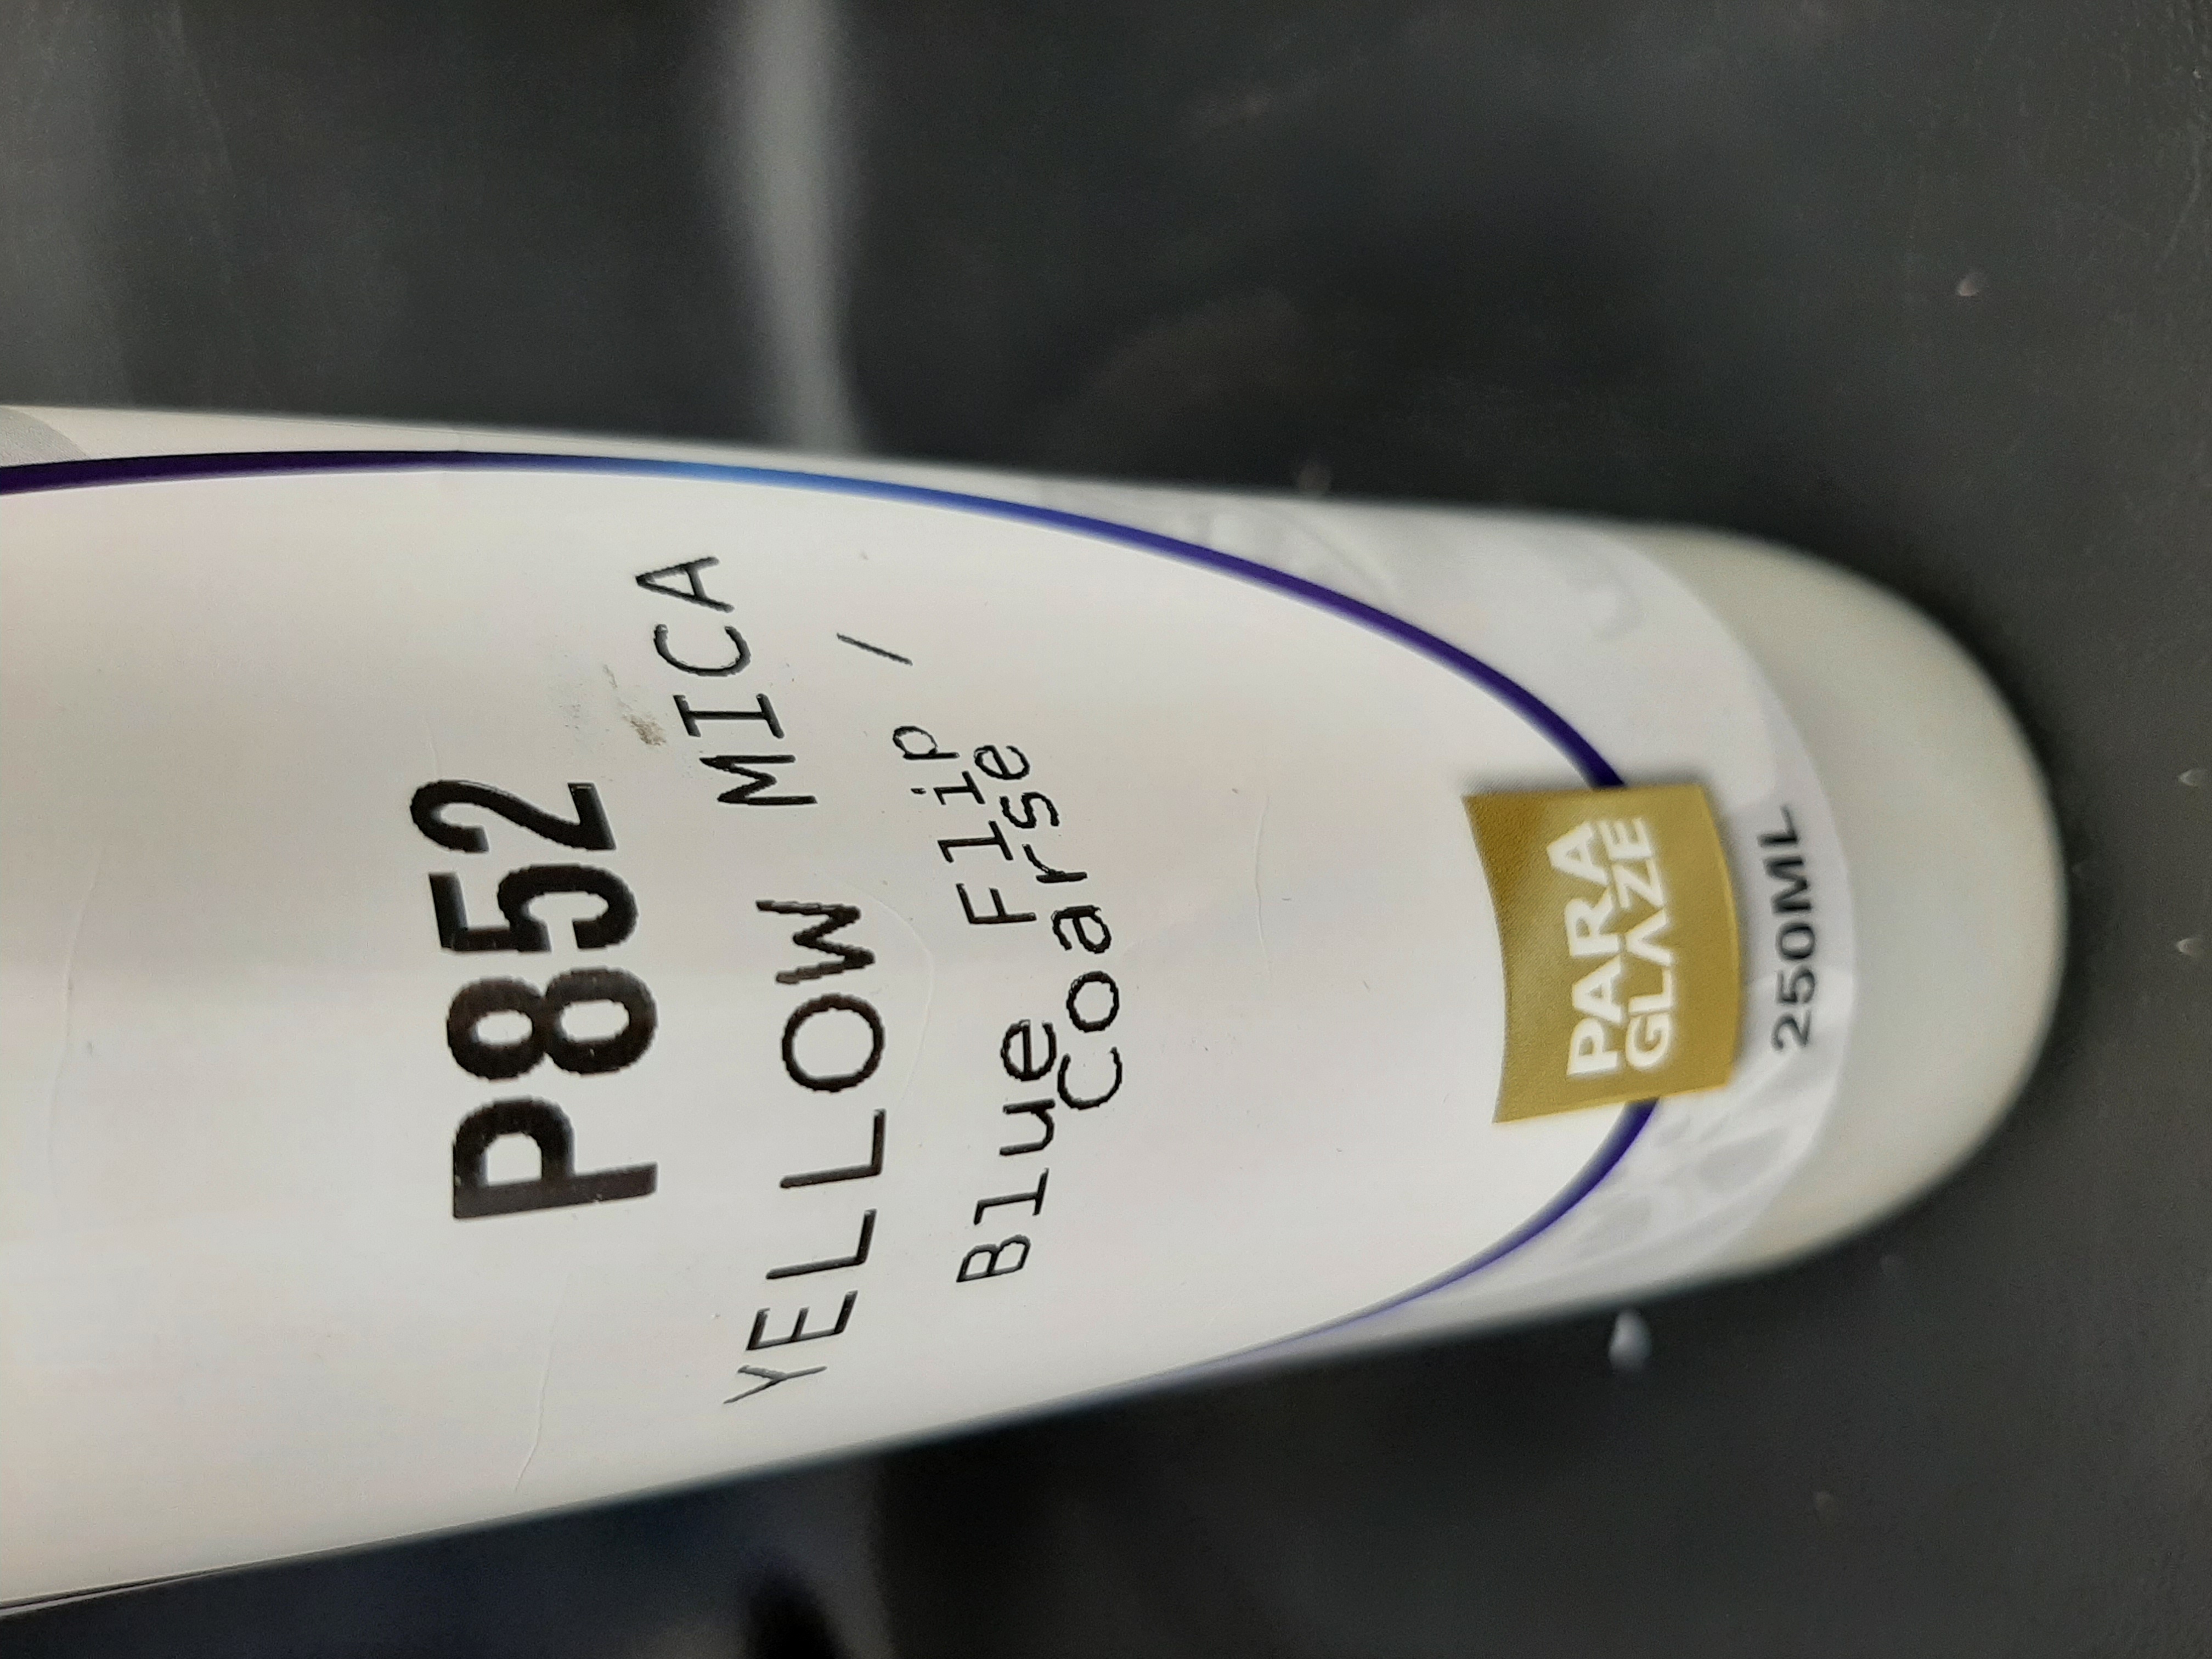 P852
YELLOW MICA
Blue Flip /
Coarse
PARA
GLAZE
250ML